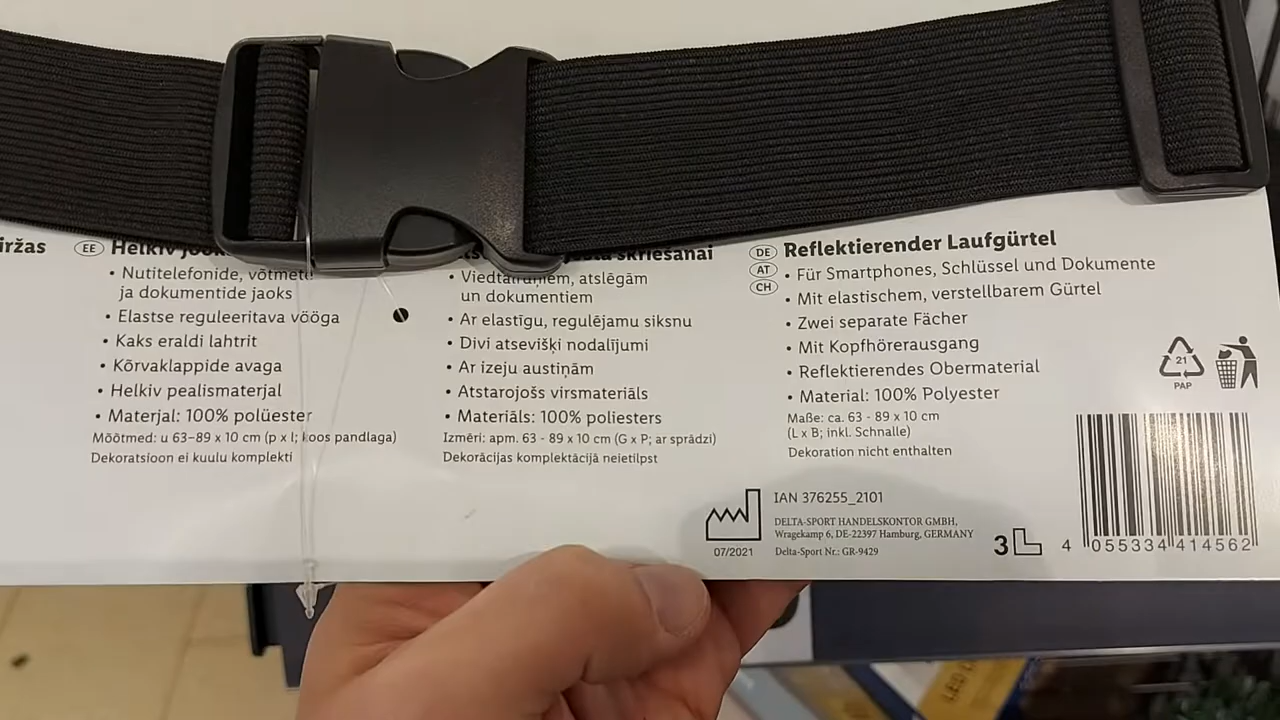 iržas
EE Helkiv
• Nutitelefonide, võtmete
ja dokumentide jaoks
• Elastse reguleeritava vööga
• Kaks eraldi lahtrit
• Kõrvaklappide avaga
• Helkiv pealismaterjal
• Materjal: 100% polüester
Mõõtmed: u 63–89 x 10 cm (p x l; koos pandlaga)
Dekoratsioon ei kuulu komplekti
skriešanai
• Viedtālruņiem, atslēgām
un dokumentiem
• Ar elastīgu, regulējamu siksnu
• Divi atsevišķi nodalījumi
• Ar izeju austiņām
• Atstarojošs virsmateriāls
• Materiāls: 100% poliesters
Izmēri: apm. 63 - 89 x 10 cm (G x P; ar sprādzi)
Dekorācijas komplektācijā neietilpst
DE AT CH Reflektierender Laufgürtel
• Für Smartphones, Schlüssel und Dokumente
• Mit elastischem, verstellbarem Gürtel
• Zwei separate Fächer
• Mit Kopfhörerausgang
• Reflektierendes Obermaterial
• Material: 100% Polyester
Maße: ca. 63 - 89 x 10 cm
(L x B; inkl. Schnalle)
Dekoration nicht enthalten
21
PAP
07/2021
IAN 376255_2101
DELTA-SPORT HANDELSKONTOR GMBH,
Wragekamp 6, DE-22397 Hamburg, GERMANY
Delta-Sport Nr.: GR-9429
3
4 055334 414562